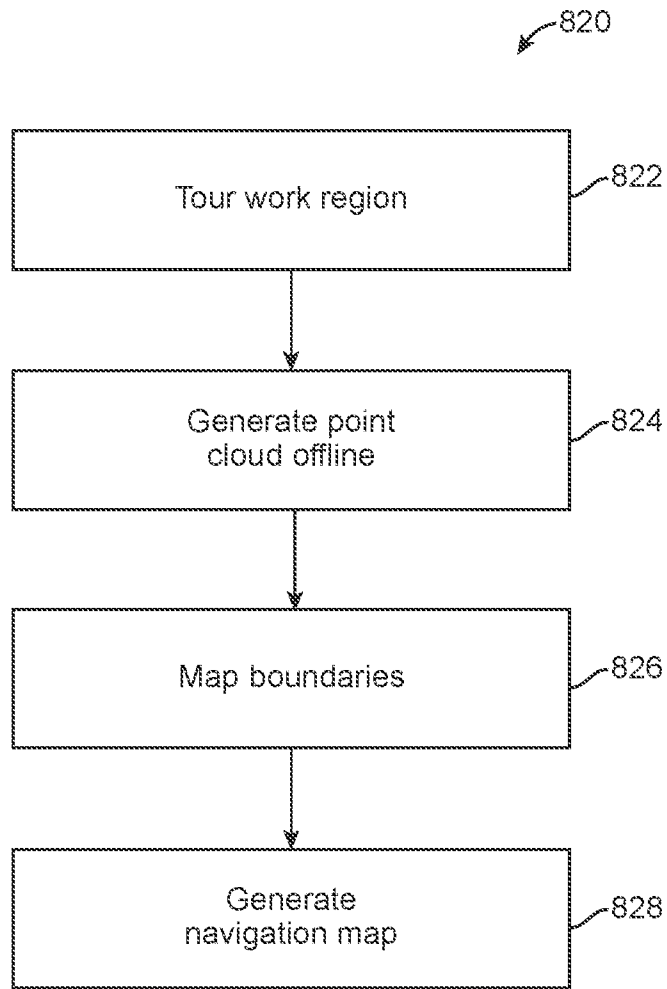 820
Tour work region
822
Generate point
cloud offline
824
Map boundaries
826
Generate
navigation map
828